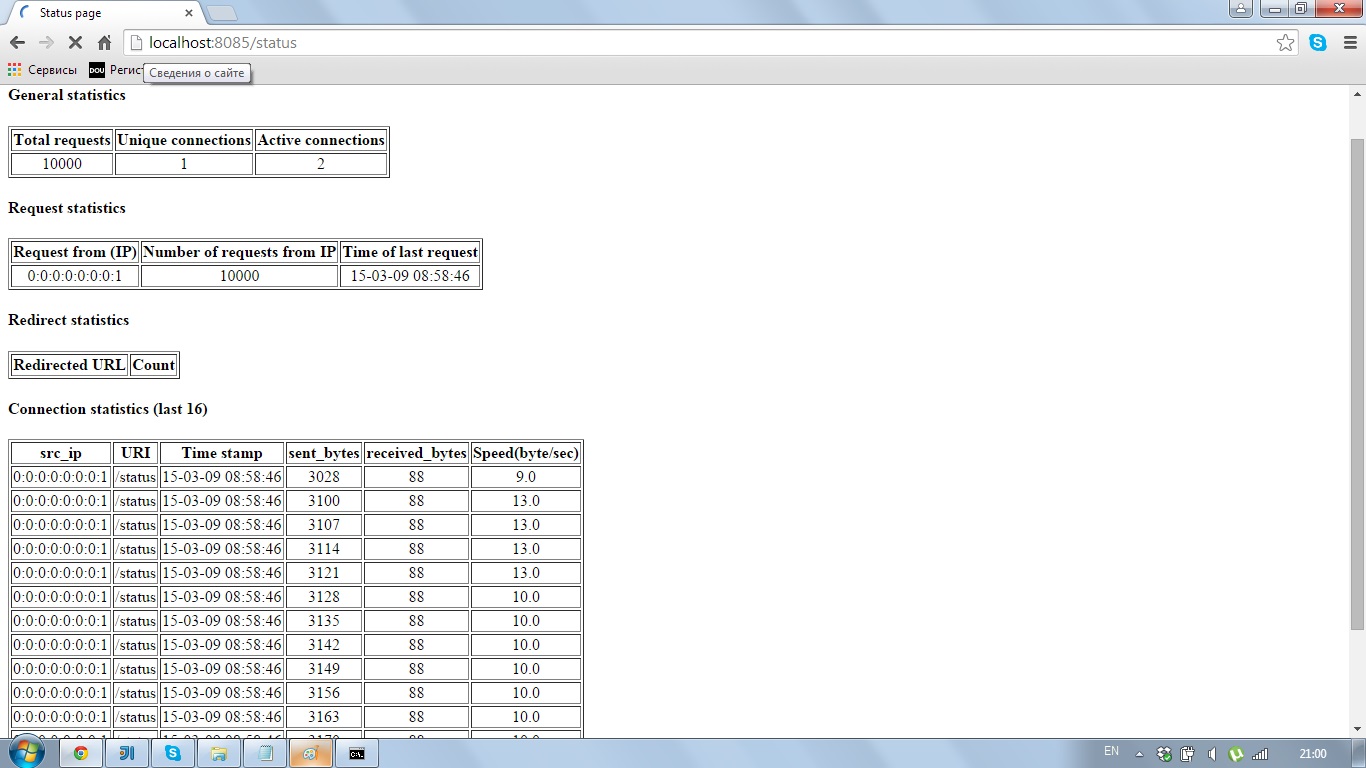 Status page
localhost:8085/status
Сервисы DOU Регист
Сведения о сайте
General statistics
Total requests Unique connections Active connections
10000 1 2
Request statistics
Request from (IP) Number of requests from IP Time of last request
0:0:0:0:0:0:0:1 10000 15-03-09 08:58:46
Redirect statistics
Redirected URL Count
Connection statistics (last 16)
src_ip URI Time stamp sent_bytes received_bytes Speed(byte/sec)
0:0:0:0:0:0:0:1 /status 15-03-09 08:58:46 3028 88 9.0
0:0:0:0:0:0:0:1 /status 15-03-09 08:58:46 3100 88 13.0
0:0:0:0:0:0:0:1 /status 15-03-09 08:58:46 3107 88 13.0
0:0:0:0:0:0:0:1 /status 15-03-09 08:58:46 3114 88 13.0
0:0:0:0:0:0:0:1 /status 15-03-09 08:58:46 3121 88 13.0
0:0:0:0:0:0:0:1 /status 15-03-09 08:58:46 3128 88 10.0
0:0:0:0:0:0:0:1 /status 15-03-09 08:58:46 3135 88 10.0
0:0:0:0:0:0:0:1 /status 15-03-09 08:58:46 3142 88 10.0
0:0:0:0:0:0:0:1 /status 15-03-09 08:58:46 3149 88 10.0
0:0:0:0:0:0:0:1 /status 15-03-09 08:58:46 3156 88 10.0
0:0:0:0:0:0:0:1 /status 15-03-09 08:58:46 3163 88 10.0
EN 21:00